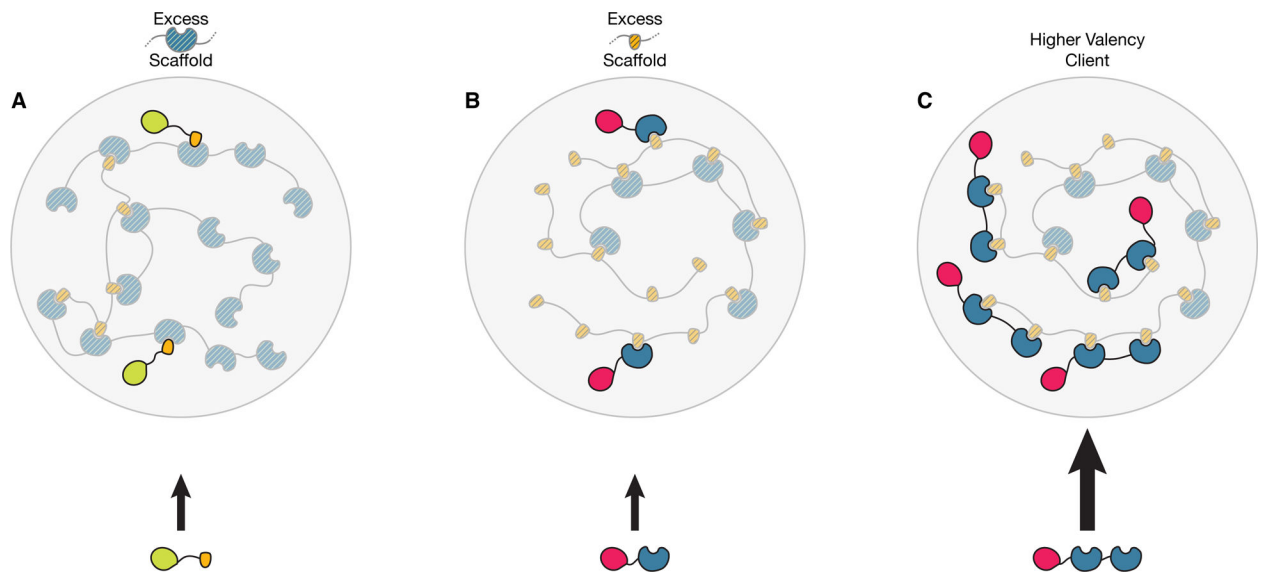 Excess
Scaffold
Excess
Scaffold
Higher Valency
Client
A
B
C